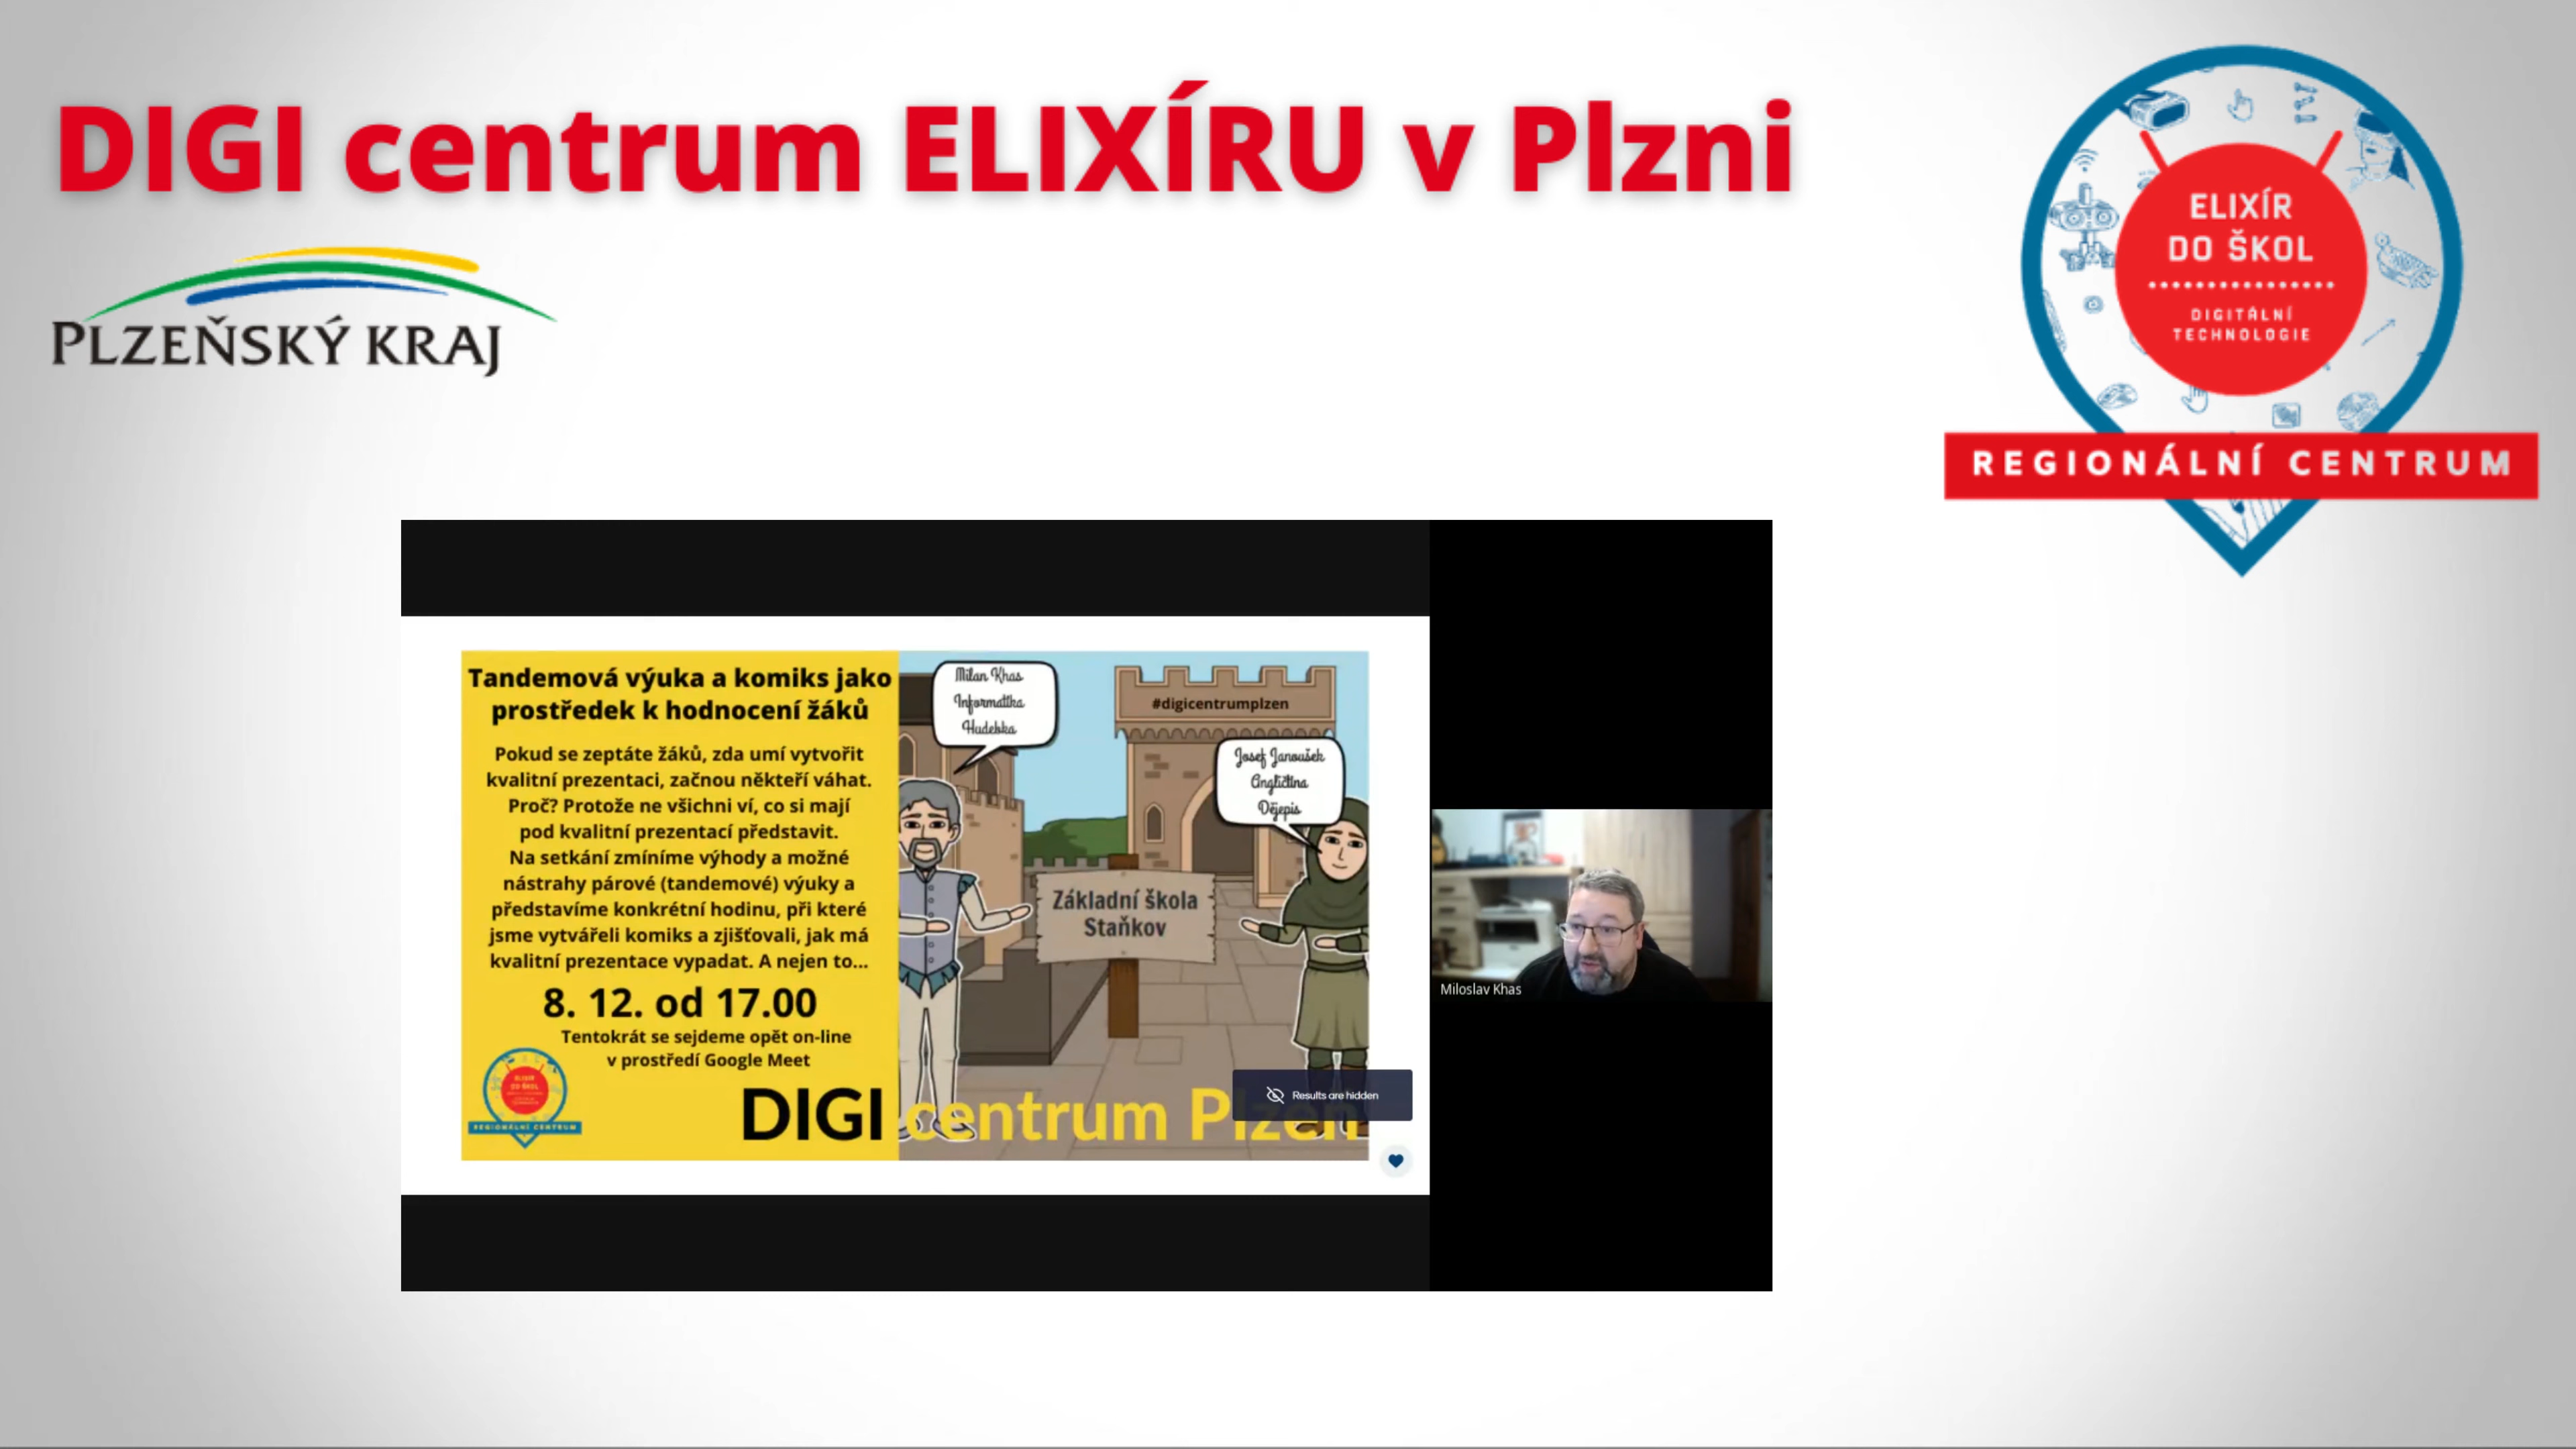 DIGI centrum ELIXÍRU v Plzni
PLZEŇSKÝ KRAJ
ELIXÍR
DO ŠKOL
DIGITÁLNÍ
TECHNOLOGIE
REGIONÁLNÍ CENTRUM
Tandemová výuka a komiks jako
prostředek k hodnocení žáků
Pokud se zeptáte žáků, zda umí vytvořit
kvalitní prezentaci, začnou někteří váhat.
Proč? Protože ne všichni ví, co si mají
pod kvalitní prezentací představit.
Na setkání zmíníme výhody a možné
nástrahy párové (tandemové) výuky a
představíme konkrétní hodinu, při které
jsme vytvářeli komiks a zjišťovali, jak má
kvalitní prezentace vypadat. A nejen to...
8. 12. od 17.00
Tentokrát se sejdeme opět on-line
v prostředí Google Meet
ELIXÍR
DO ŠKOL
REGIONÁLNÍ CENTRUM
DIGI centrum Plzeň
Milan Khas
Informatika
Hudebka
#digicentrumplzen
Josef Janoušek
Angličtina
Dějepis
Základní škola
Staňkov
Results are hidden
Miloslav Khas